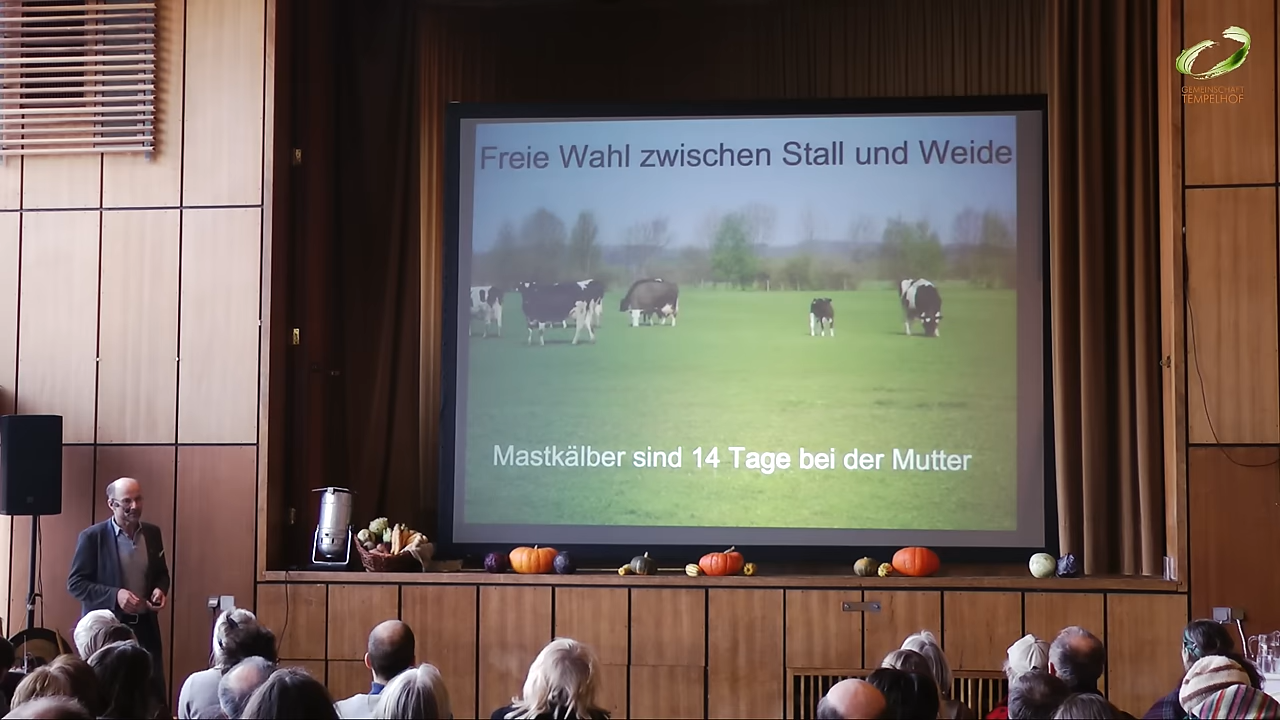 GEMEINSCHAFT
TEMPELHOF
Freie Wahl zwischen Stall und Weide
Mastkälber sind 14 Tage bei der Mutter